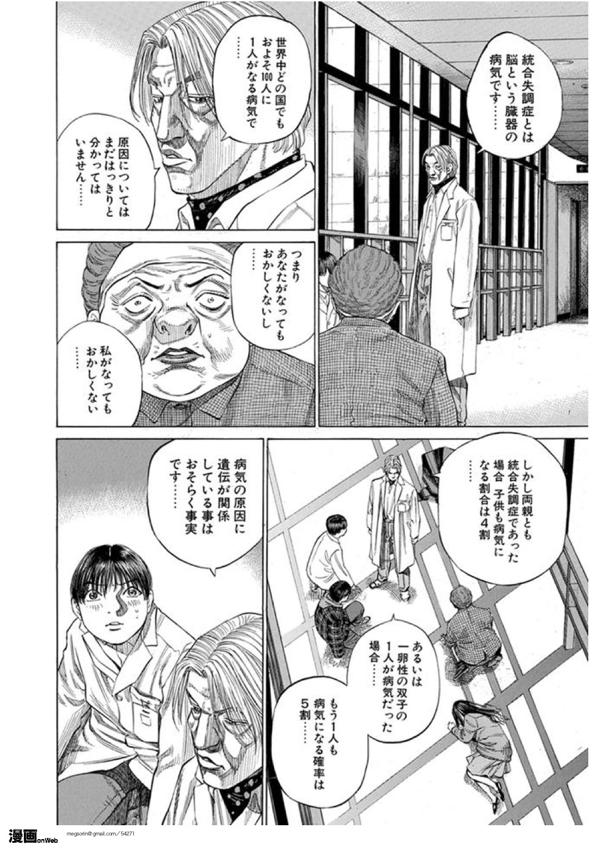 統合失調症とは
脳という臓器の
病気です……
世界中どの国でも
およそ100人に
1人がなる病気で
……
原因については
まだはっきりと
分かっては
いません……
つまり
あなたがなっても
おかしくないし
……
私がなっても
おかしくない
……
しかし両親とも
統合失調症であった
場合 子供も病気に
なる割合は4割
……
あるいは
一卵性の双子の
1人が病気だった
場合……
もう1人も
病気になる確率は
5割……
病気の原因に
遺伝が関係
している事は
おそらく事実
です……
漫画 on Web
megaorin@gmail.com/54271